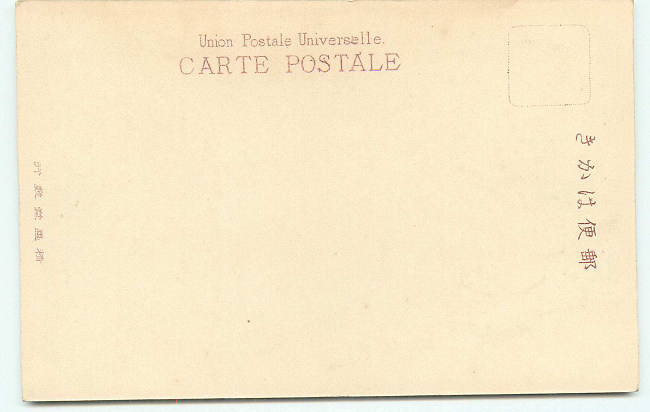 Union Postale Universelle.
CARTE POSTALE
郵便はかき